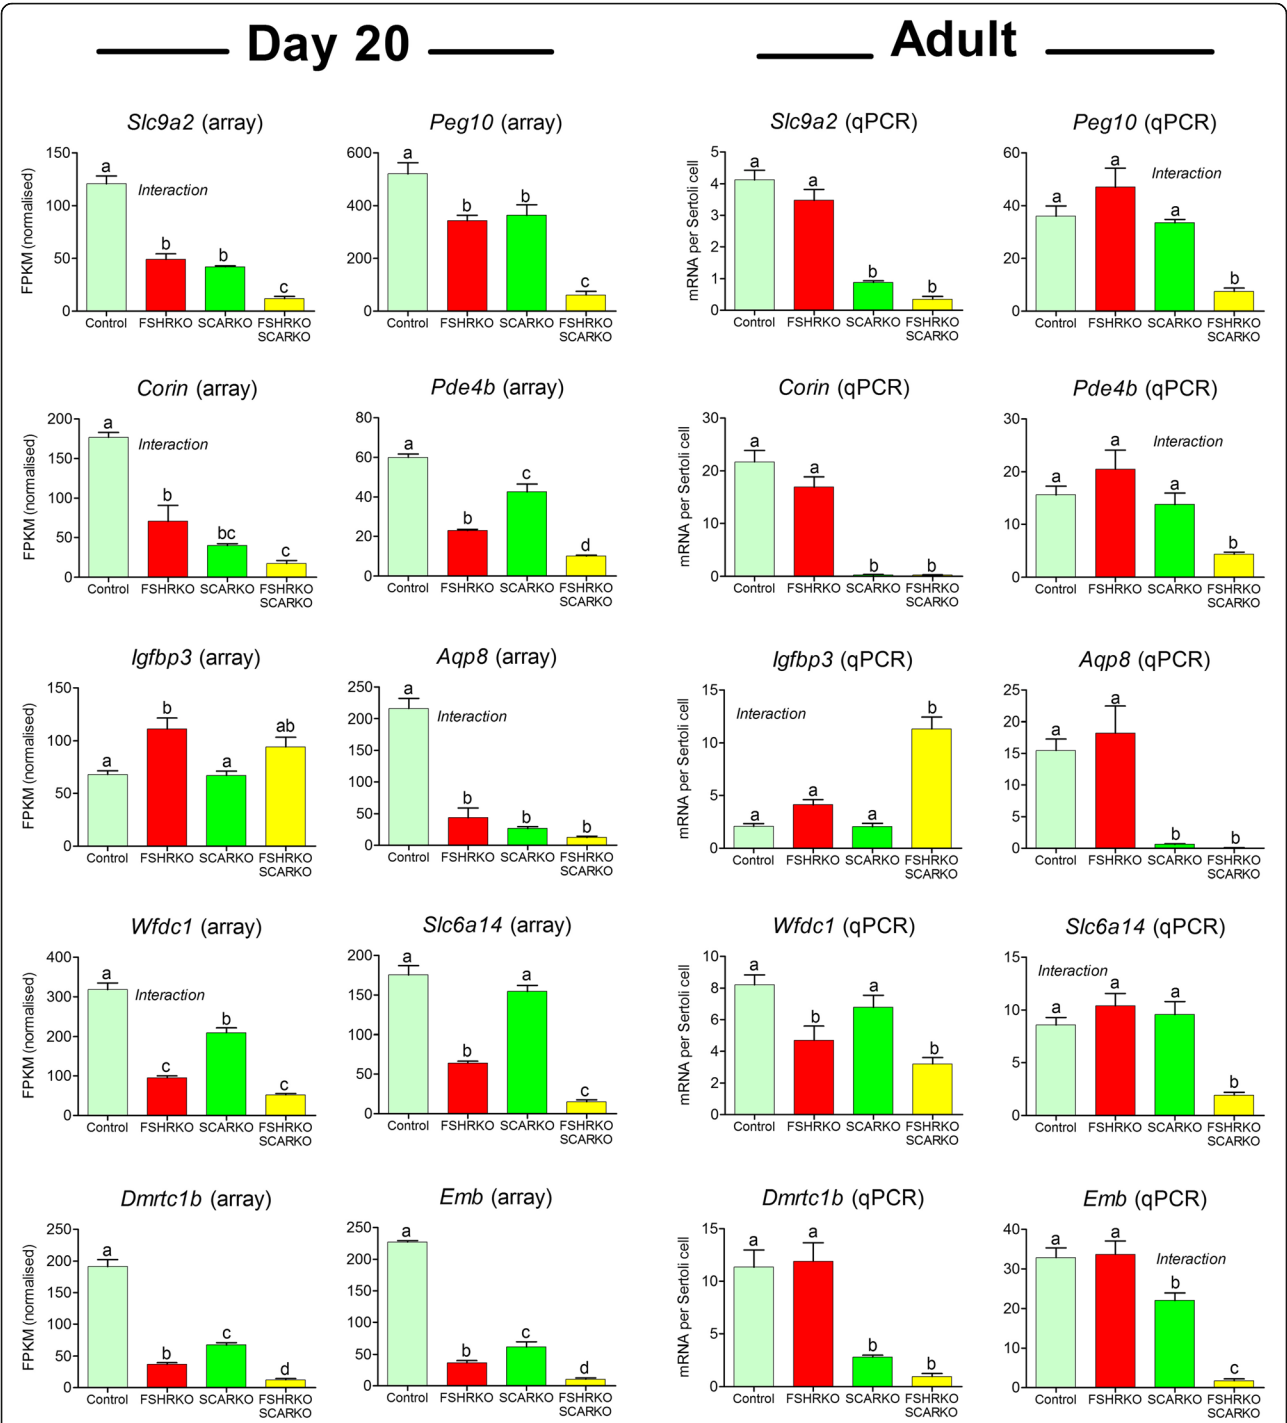 Day 20
Adult
Slc9a2 (array)
FPKM (normalised)
150
100
50
0
a
b
b
c
Interaction
Control FSHRKO SCARKO FSHRKO
SCARKO
Peg10 (array)
600
400
200
0
a
b
b
c
Control FSHRKO SCARKO FSHRKO
SCARKO
Slc9a2 (qPCR)
mRNA per Sertoli cell
5
4
3
2
1
0
a
a
b
b
Control FSHRKO SCARKO FSHRKO
SCARKO
Peg10 (qPCR)
60
40
20
0
a
a
a
b
Interaction
Control FSHRKO SCARKO FSHRKO
SCARKO
Corin (array)
FPKM (normalised)
200
150
100
50
0
a
b
bc
c
Interaction
Control FSHRKO SCARKO FSHRKO
SCARKO
Pde4b (array)
80
60
40
20
0
a
b
c
d
Control FSHRKO SCARKO FSHRKO
SCARKO
Corin (qPCR)
mRNA per Sertoli cell
30
20
10
0
a
a
b
b
Control FSHRKO SCARKO FSHRKO
SCARKO
Pde4b (qPCR)
30
20
10
0
a
a
a
b
Interaction
Control FSHRKO SCARKO FSHRKO
SCARKO
Igfbp3 (array)
FPKM (normalised)
150
100
50
0
a
b
a
ab
Control FSHRKO SCARKO FSHRKO
SCARKO
Aqp8 (array)
250
200
150
100
50
0
a
b
b
b
Interaction
Control FSHRKO SCARKO FSHRKO
SCARKO
Igfbp3 (qPCR)
mRNA per Sertoli cell
15
10
5
0
a
a
a
b
Interaction
Control FSHRKO SCARKO FSHRKO
SCARKO
Aqp8 (qPCR)
25
20
15
10
5
0
a
a
b
b
Control FSHRKO SCARKO FSHRKO
SCARKO
Wfdc1 (array)
FPKM (normalised)
400
300
200
100
0
a
c
b
c
Interaction
Control FSHRKO SCARKO FSHRKO
SCARKO
Slc6a14 (array)
200
150
100
50
0
a
b
a
c
Control FSHRKO SCARKO FSHRKO
SCARKO
Wfdc1 (qPCR)
mRNA per Sertoli cell
10
8
6
4
2
0
a
b
a
b
Control FSHRKO SCARKO FSHRKO
SCARKO
Slc6a14 (qPCR)
15
10
5
0
a
a
a
b
Interaction
Control FSHRKO SCARKO FSHRKO
SCARKO
Dmrtc1b (array)
FPKM (normalised)
250
200
150
100
50
0
a
b
c
d
Control FSHRKO SCARKO FSHRKO
SCARKO
Emb (array)
250
200
150
100
50
0
a
b
c
d
Control FSHRKO SCARKO FSHRKO
SCARKO
Dmrtc1b (qPCR)
mRNA per Sertoli cell
15
10
5
0
a
a
b
b
Control FSHRKO SCARKO FSHRKO
SCARKO
Emb (qPCR)
40
30
20
10
0
a
a
b
c
Interaction
Control FSHRKO SCARKO FSHRKO
SCARKO